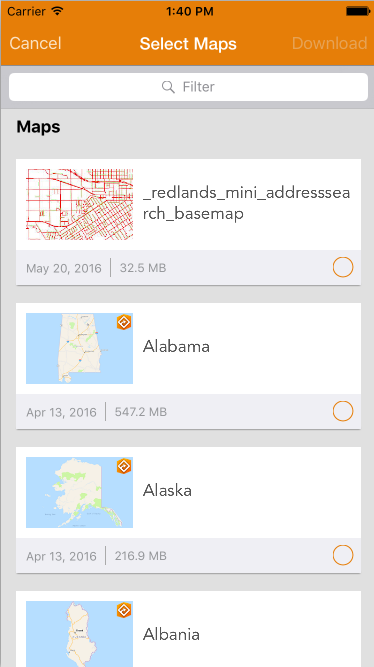 Carrier 1:40 PM
Cancel Select Maps Download
Filter
Maps
_redlands_mini_addresssea
rch_basemap
May 20, 2016 32.5 MB
Alabama
Apr 13, 2016 547.2 MB
Alaska
Apr 13, 2016 216.9 MB
Albania